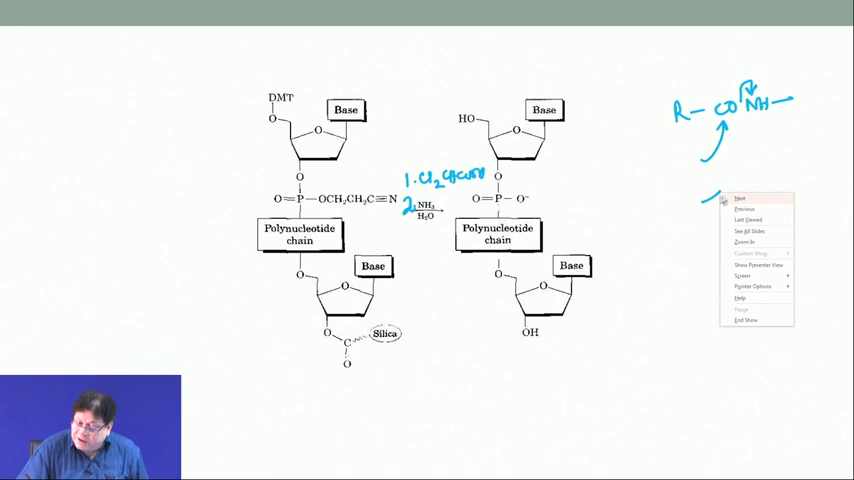 DMT
O
Base
O
O
O=P–OCH₂CH₂C≡N
Polynucleotide
chain
O
Base
O
O
C
Silica
O
1. Cl₂CHCOOH
2. NH₃
H₂O
HO
Base
O
O
O=P–O⁻
Polynucleotide
chain
O
Base
O
OH
R–CO NH–
Next
Previous
Last Viewed
See All Slides
Zoom In
Custom Show
Show Presenter View
Screen
Pointer Options
Help
Pause
End Show